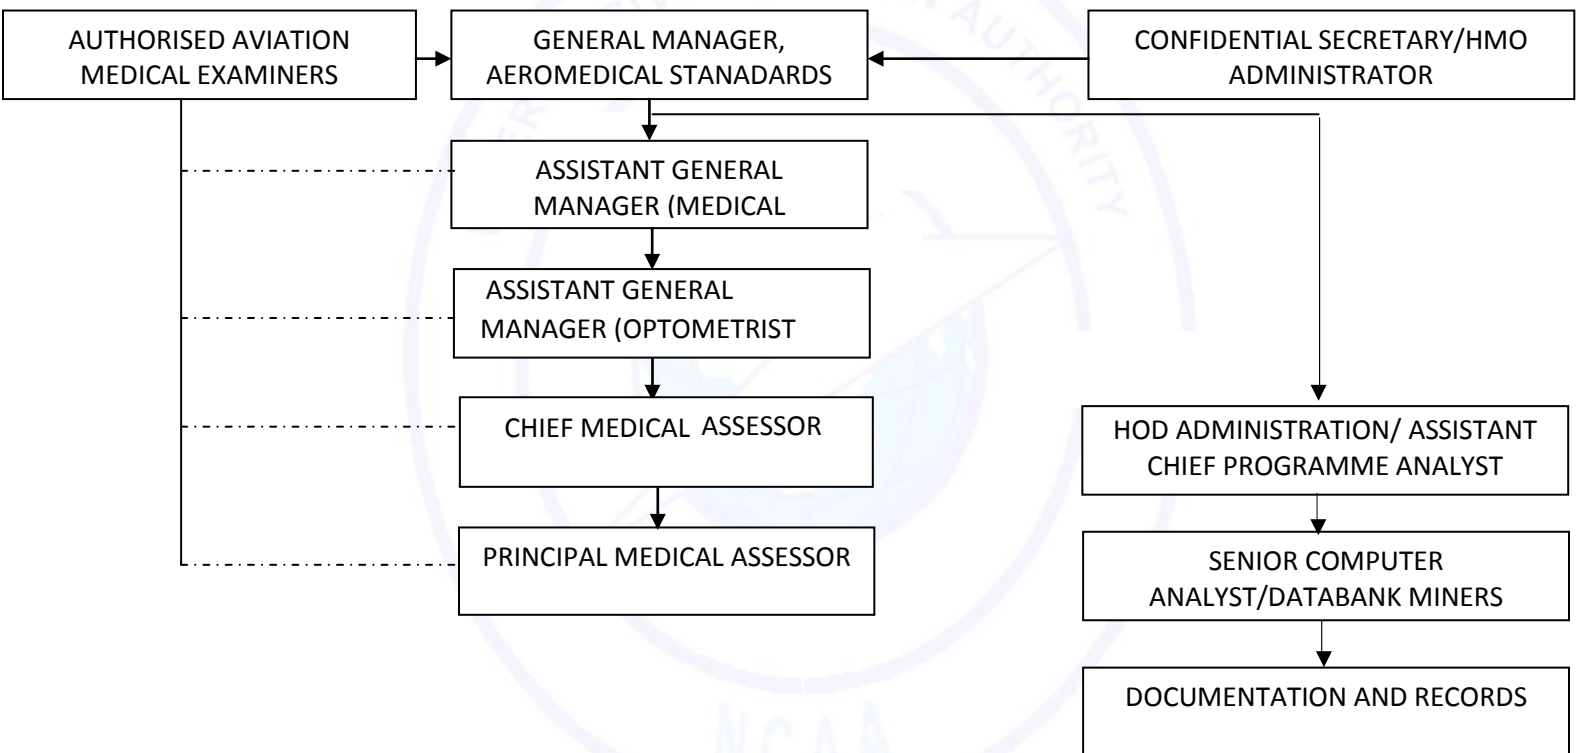 AUTHORISED AVIATION
MEDICAL EXAMINERS
GENERAL MANAGER,
AEROMEDICAL STANADARDS
CONFIDENTIAL SECRETARY/HMO
ADMINISTRATOR
ASSISTANT GENERAL
MANAGER (MEDICAL
ASSISTANT GENERAL
MANAGER (OPTOMETRIST
CHIEF MEDICAL ASSESSOR
PRINCIPAL MEDICAL ASSESSOR
HOD ADMINISTRATION/ ASSISTANT
CHIEF PROGRAMME ANALYST
SENIOR COMPUTER
ANALYST/DATABANK MINERS
DOCUMENTATION AND RECORDS
AUTHORITY
NCAA